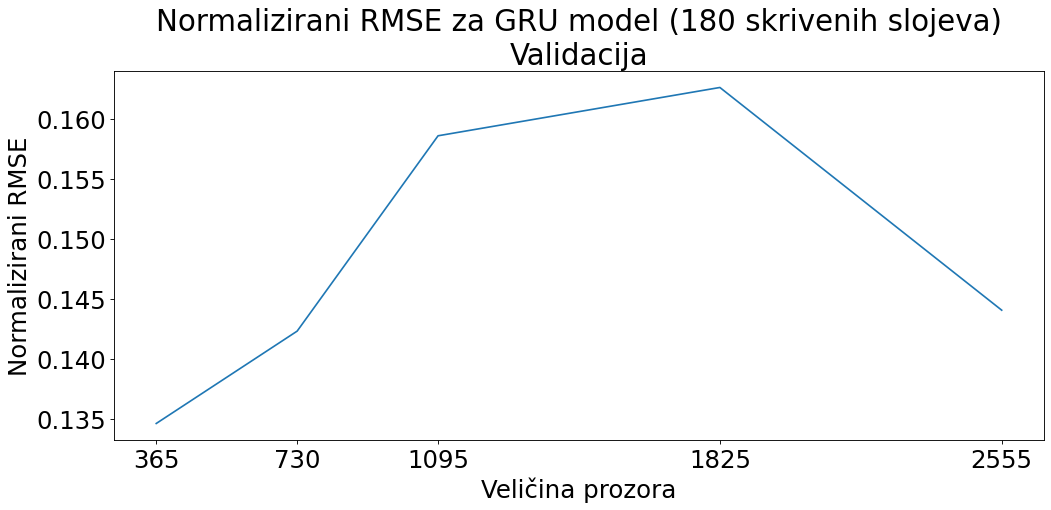 Normalizirani RMSE za GRU model (180 skrivenih slojeva)
Validacija
Normalizirani RMSE
0.160
0.155
0.150
0.145
0.140
0.135
365 730 1095 1825 2555
Veličina prozora